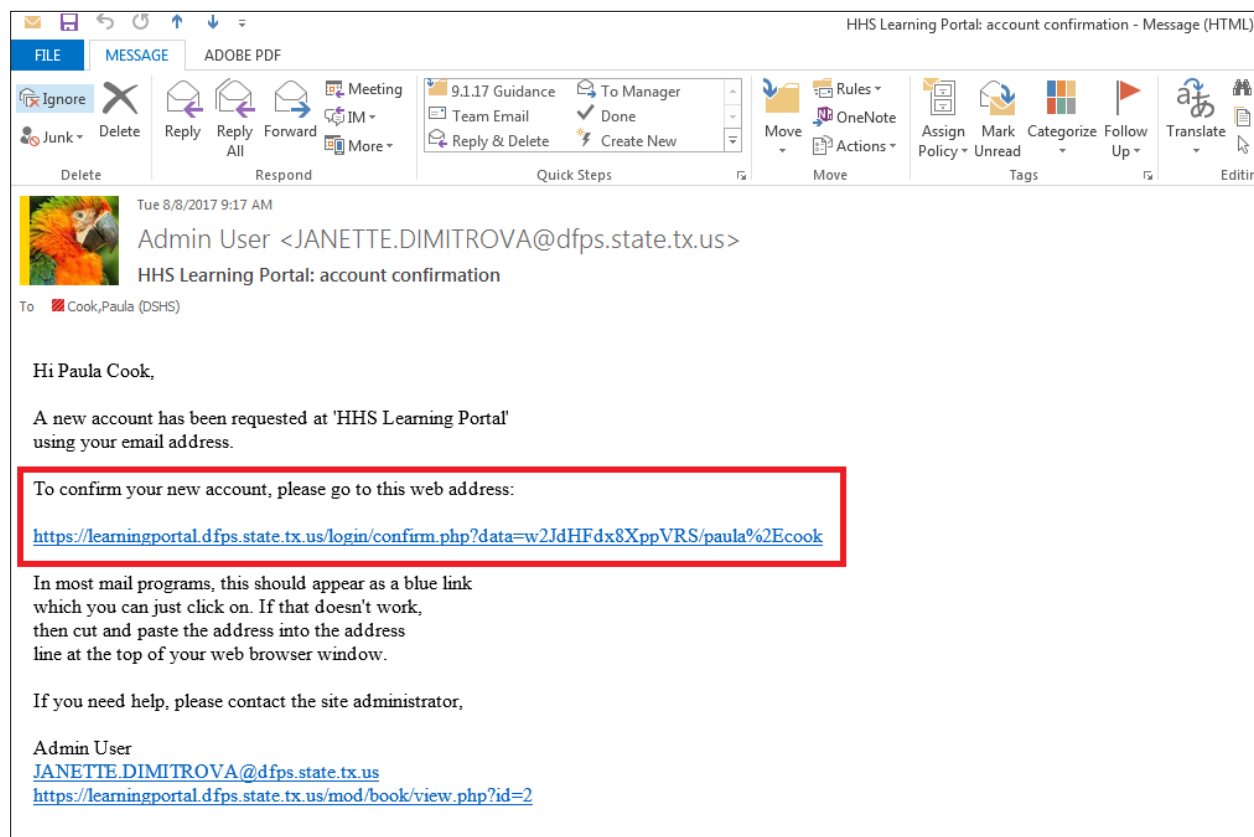 HHS Learning Portal: account confirmation - Message (HTML)
FILE MESSAGE ADOBE PDF
Ignore
Junk
Delete
Delete
Reply
Reply All
Forward
Meeting
IM
More
Respond
9.1.17 Guidance To Manager
Team Email Done
Reply & Delete Create New
Quick Steps
Move
Rules
OneNote
Actions
Move
Assign Policy
Mark Unread
Categorize
Follow Up
Tags
Translate
Editin
Tue 8/8/2017 9:17 AM
Admin User <JANETTE.DIMITROVA@dfps.state.tx.us>
HHS Learning Portal: account confirmation
To Cook,Paula (DSHS)
Hi Paula Cook,
A new account has been requested at 'HHS Learning Portal'
using your email address.
To confirm your new account, please go to this web address:
https://learningportal.dfps.state.tx.us/login/confirm.php?data=w2JdHFdx8XppVRS/paula%2Ecook
In most mail programs, this should appear as a blue link
which you can just click on. If that doesn't work,
then cut and paste the address into the address
line at the top of your web browser window.
If you need help, please contact the site administrator,
Admin User
JANETTE.DIMITROVA@dfps.state.tx.us
https://learningportal.dfps.state.tx.us/mod/book/view.php?id=2